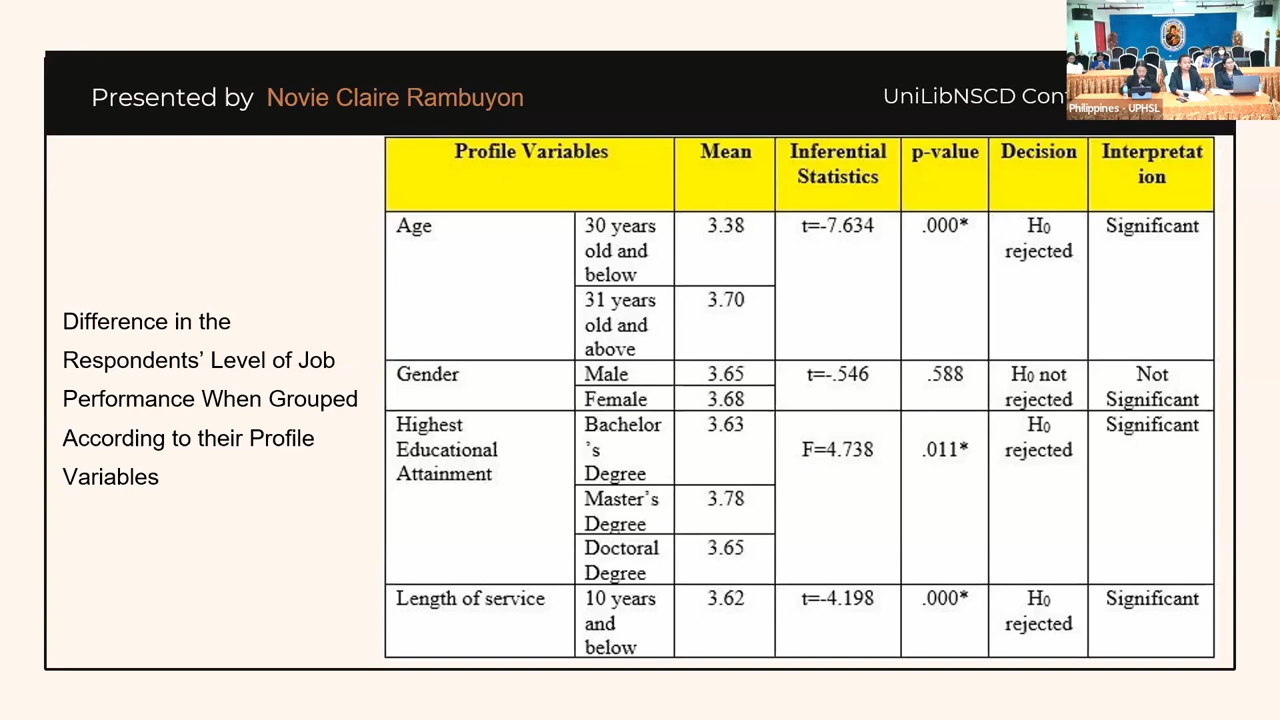 Presented by Novie Claire Rambuyon
UniLibNSCD
Philippines - UPHSL
Difference in the
Respondents’ Level of Job
Performance When Grouped
According to their Profile
Variables
Profile Variables Mean Inferential p-value Decision Interpretat
Statistics ion
Age 30 years 3.38 t=-7.634 .000* H₀ Significant
old and rejected
below
31 years 3.70
old and
above
Gender Male 3.65 t=-.546 .588 H₀ not Not
Female 3.68 rejected Significant
Highest Bachelor 3.63 H₀ Significant
Educational ’s F=4.738 .011* rejected
Attainment Degree
Master’s 3.78
Degree
Doctoral 3.65
Degree
Length of service 10 years 3.62 t=-4.198 .000* H₀ Significant
and rejected
below